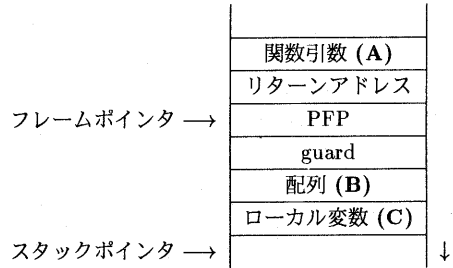 関数引数 (A)
リターンアドレス
フレームポインタ → PFP
guard
配列 (B)
ローカル変数 (C)
スタックポインタ → ↓